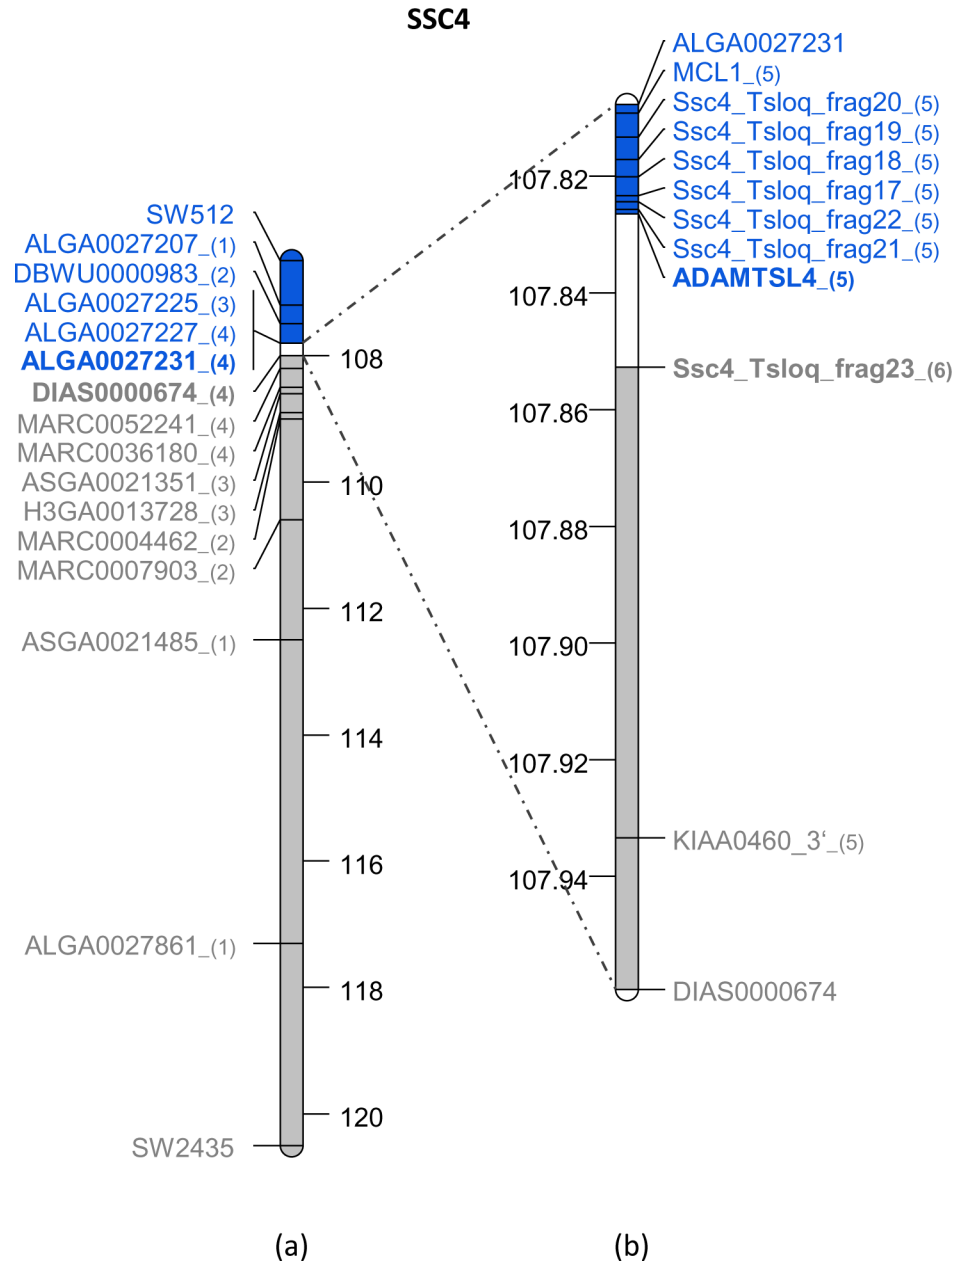 SSC4
SW512
ALGA0027207_(1)
DBWU0000983_(2)
ALGA0027225_(3)
ALGA0027227_(4)
ALGA0027231_(4)
DIAS0000674_(4)
MARC0052241_(4)
MARC0036180_(4)
ASGA0021351_(3)
H3GA0013728_(3)
MARC0004462_(2)
MARC0007903_(2)
ASGA0021485_(1)
ALGA0027861_(1)
SW2435
108
110
112
114
116
118
120
(a)
107.82
107.84
107.86
107.88
107.90
107.92
107.94
ALGA0027231
MCL1_(5)
Ssc4_Tsloq_frag20_(5)
Ssc4_Tsloq_frag19_(5)
Ssc4_Tsloq_frag18_(5)
Ssc4_Tsloq_frag17_(5)
Ssc4_Tsloq_frag22_(5)
Ssc4_Tsloq_frag21_(5)
ADAMTSL4_(5)
Ssc4_Tsloq_frag23_(6)
KIAA0460_3‘_(5)
DIAS0000674
(b)